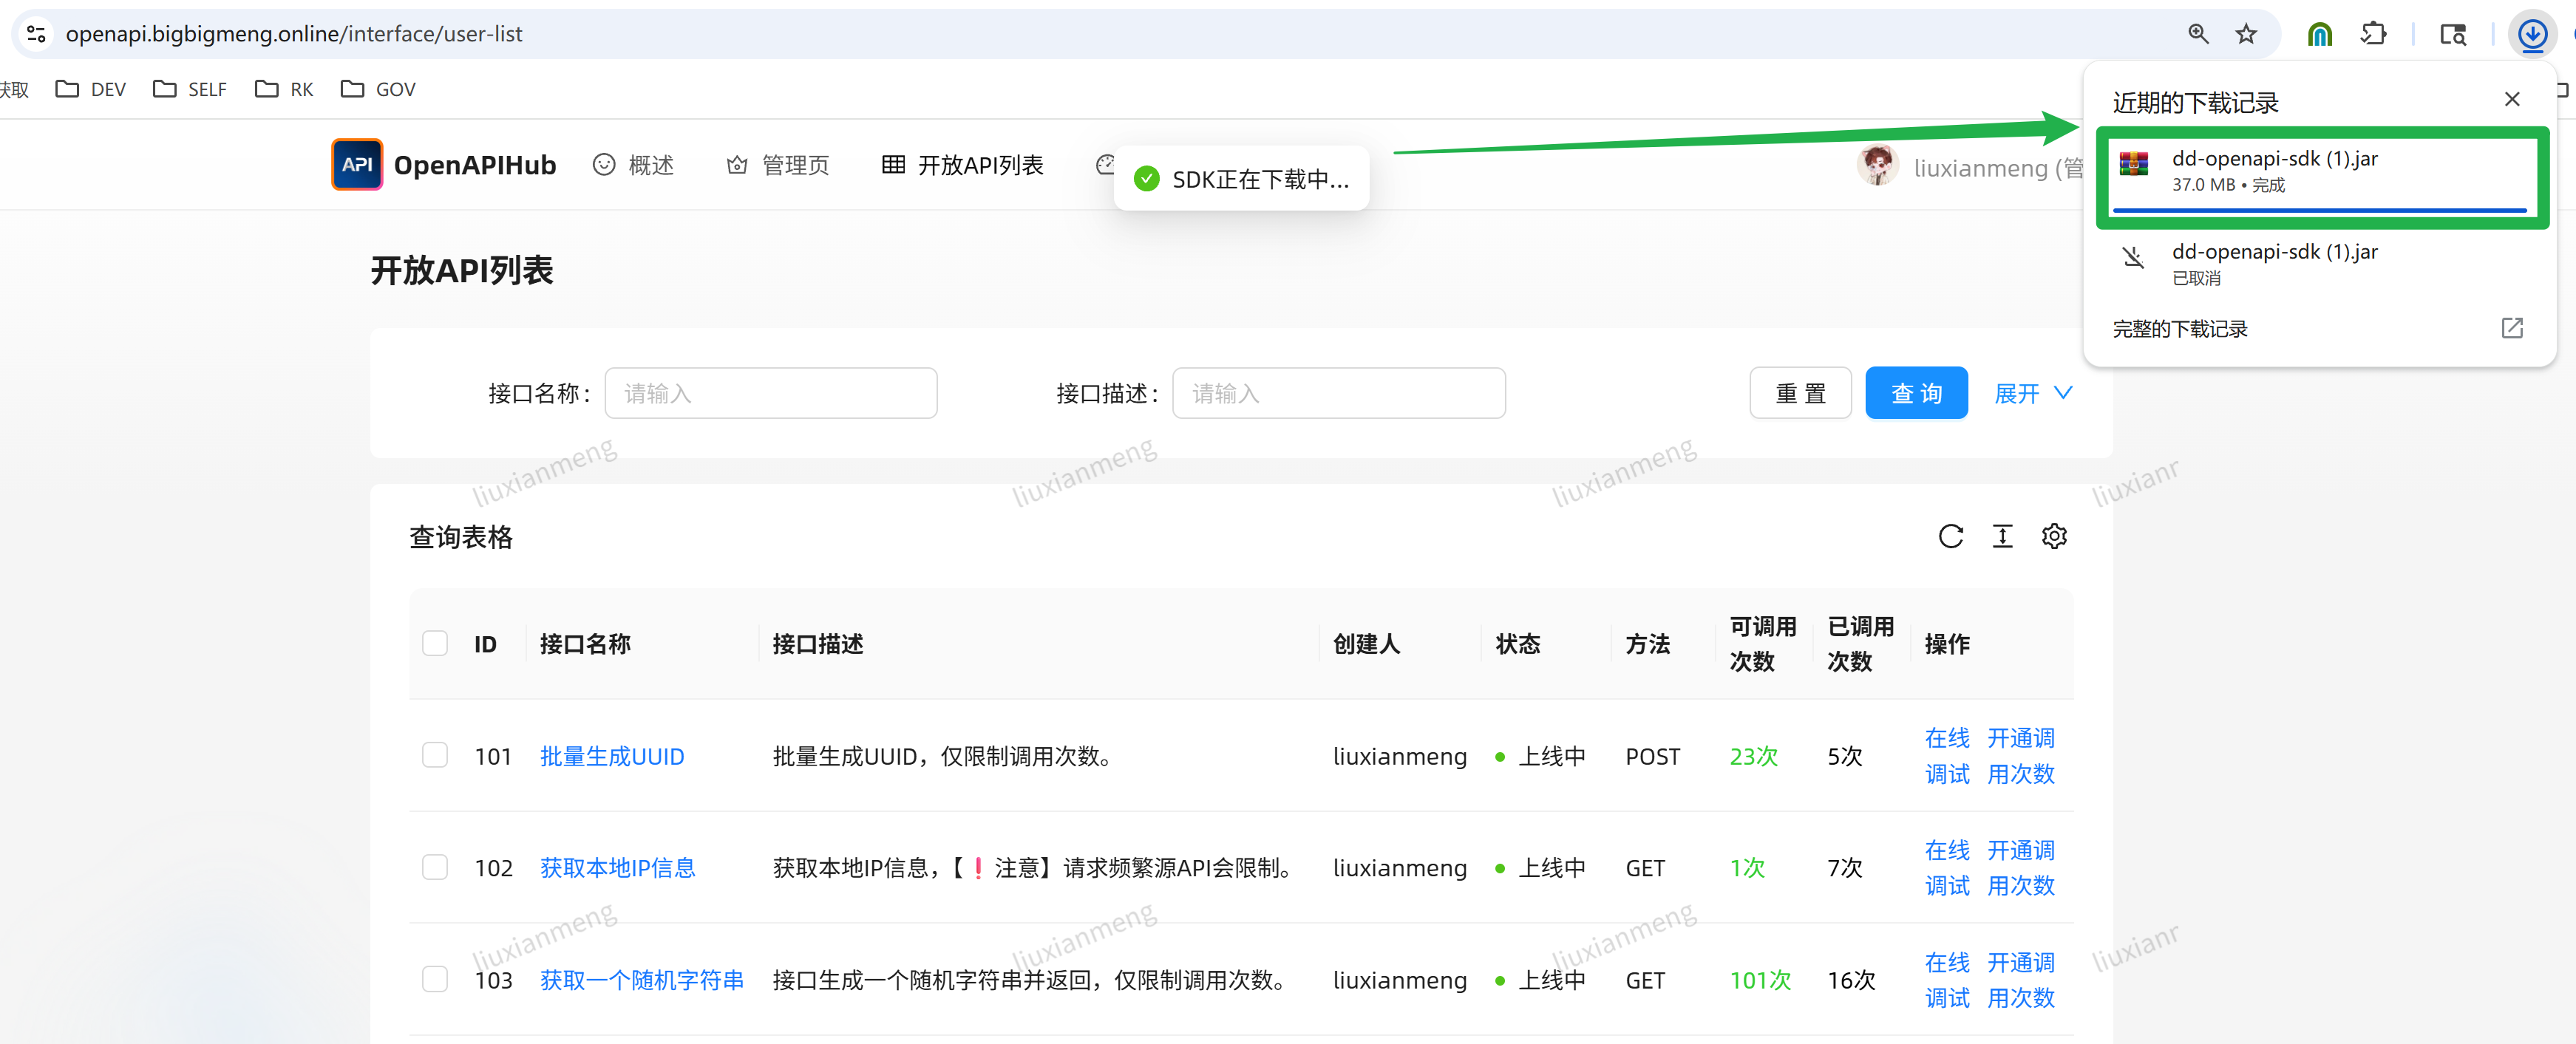 openapi.bigbigmeng.online/interface/user-list
获取 DEV SELF RK GOV
近期的下载记录
dd-openapi-sdk (1).jar
37.0 MB • 完成
dd-openapi-sdk (1).jar
已取消
完整的下载记录
API OpenAPIHub 概述 管理页 开放API列表
SDK正在下载中...
liuxianmeng (管
开放API列表
接口名称: 请输入 接口描述: 请输入 重 置 查 询 展开
liuxianmeng liuxianmeng liuxianmeng liuxianr
查询表格
ID 接口名称 接口描述 创建人 状态 方法 可调用次数 已调用次数 操作
101 批量生成UUID 批量生成UUID，仅限制调用次数。 liuxianmeng 上线中 POST 23次 5次 在线调试 开通调用次数
102 获取本地IP信息 获取本地IP信息，【❗注意】请求频繁源API会限制。 liuxianmeng 上线中 GET 1次 7次 在线调试 开通调用次数
liuxianmeng liuxianmeng liuxianmeng liuxianr
103 获取一个随机字符串 接口生成一个随机字符串并返回，仅限制调用次数。 liuxianmeng 上线中 GET 101次 16次 在线调试 开通调用次数